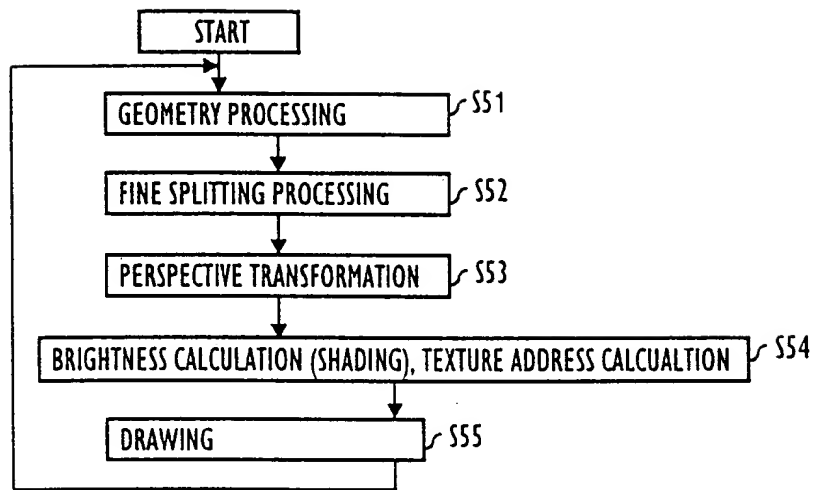 START
GEOMETRY PROCESSING
S51
FINE SPLITTING PROCESSING
S52
PERSPECTIVE TRANSFORMATION
S53
BRIGHTNESS CALCULATION (SHADING), TEXTURE ADDRESS CALCUALTION
S54
DRAWING
S55